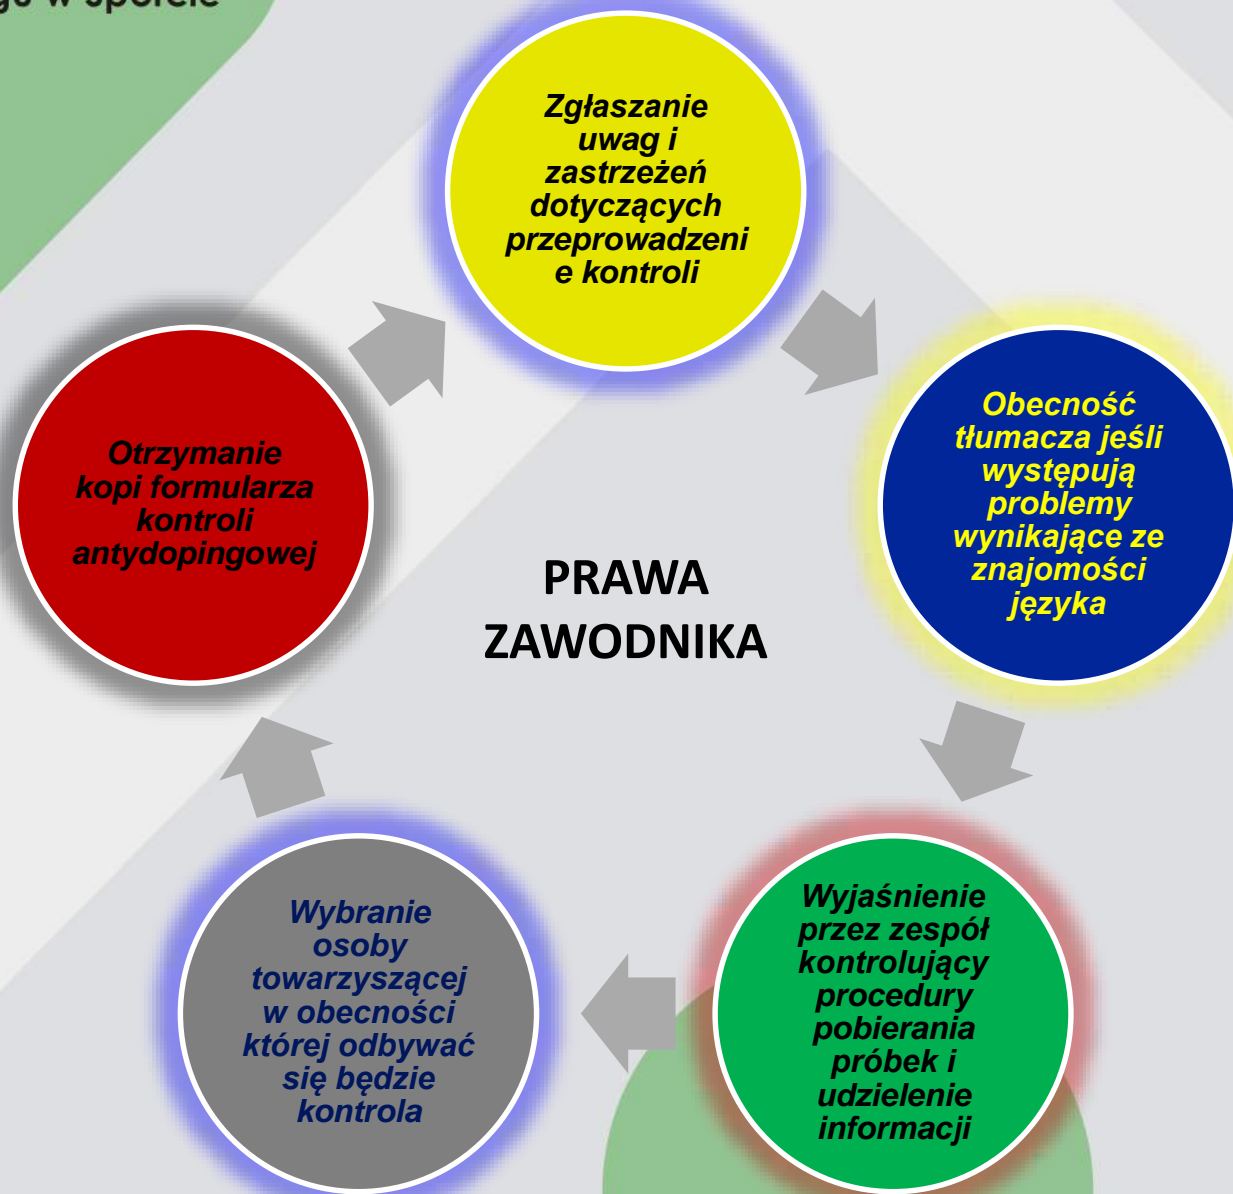 w sporcie
Zgłaszanie
uwag i
zastrzeżeń
dotyczących
przeprowadzeni
e kontroli
Obecność
tłumacza jeśli
występują
problemy
wynikające ze
znajomości
języka
Wyjaśnienie
przez zespół
kontrolujący
procedury
pobierania
próbek i
udzielenie
informacji
Wybranie
osoby
towarzyszącej
w obecności
której odbywać
się będzie
kontrola
Otrzymanie
kopi formularza
kontroli
antydopingowej
PRAWA
ZAWODNIKA